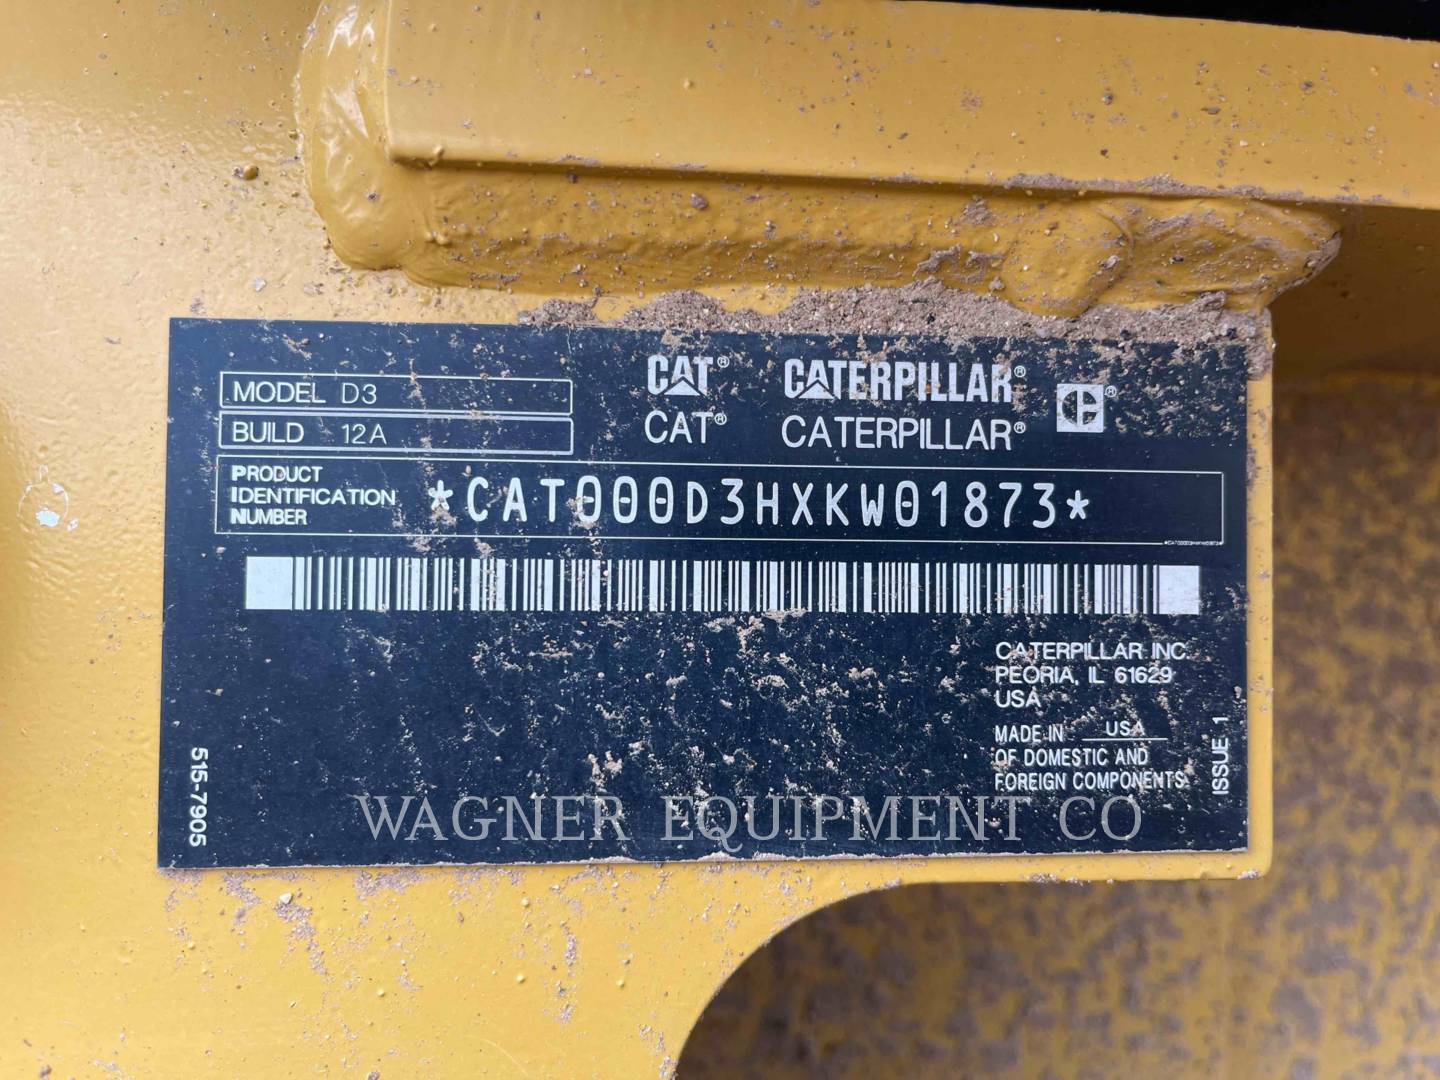 MODEL D3
BUILD 12A
CAT® CATERPILLAR®
CAT® CATERPILLAR®
PRODUCT
IDENTIFICATION
NUMBER
*CAT000D3HXKW01873*
*CAT000D3HXKW01873*
CATERPILLAR INC.
PEORIA, IL 61629
USA
MADE IN USA
OF DOMESTIC AND
FOREIGN COMPONENTS
ISSUE 1
515-7905
WAGNER EQUIPMENT CO